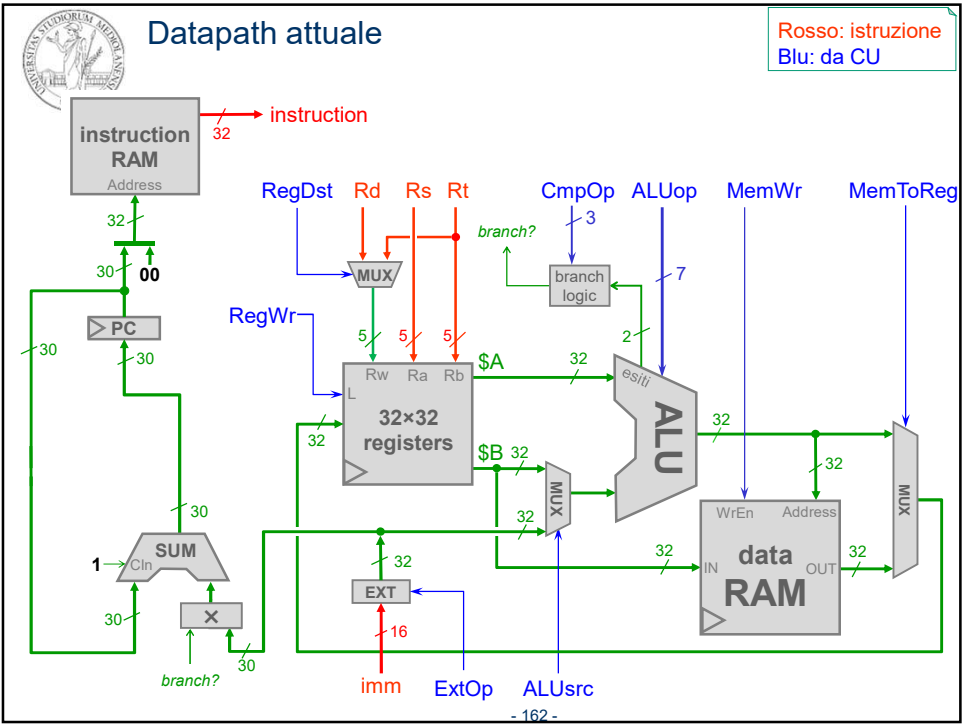 UNIVERSITAS STUDIORUM MEDIOLANENSIS
Datapath attuale
Rosso: istruzione
Blu: da CU
instruction
RAM
Address
32
instruction
32
30
00
PC
30
30
RegDst
Rd
Rs
Rt
CmpOp
ALUop
MemWr
MemToReg
branch?
3
MUX
branch
logic
7
RegWr
5
5
5
2
Rw
Ra
Rb
L
32×32
registers
32
$A
32
esiti
ALU
32
$B
32
MUX
32
32
MUX
WrEn
Address
data
RAM
IN
OUT
32
32
30
SUM
CIn
1
30
×
30
branch?
32
EXT
16
imm
ExtOp
ALUsrc
- 162 -